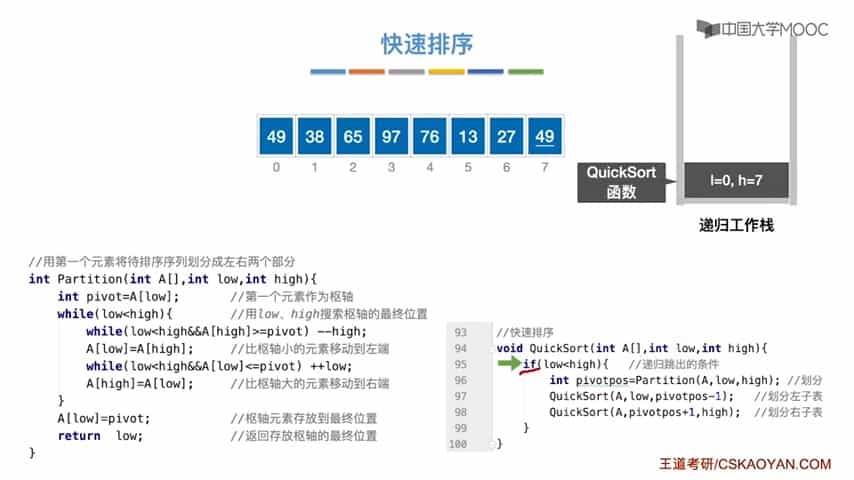 中国大学MOOC
快速排序
49 38 65 97 76 13 27 49
0 1 2 3 4 5 6 7
QuickSort
函数
l=0, h=7
递归工作栈
//用第一个元素将待排序序列划分成左右两个部分
int Partition(int A[],int low,int high){
int pivot=A[low]; //第一个元素作为枢轴
while(low<high){ //用low、high搜索枢轴的最终位置
while(low<high&&A[high]>=pivot) --high;
A[low]=A[high]; //比枢轴小的元素移动到左端
while(low<high&&A[low]<=pivot) ++low;
A[high]=A[low]; //比枢轴大的元素移动到右端
}
A[low]=pivot; //枢轴元素存放到最终位置
return low; //返回存放枢轴的最终位置
}
93 //快速排序
94 void QuickSort(int A[],int low,int high){
95 if(low<high){ //递归跳出的条件
96 int pivotpos=Partition(A,low,high); //划分
97 QuickSort(A,low,pivotpos-1); //划分左子表
98 QuickSort(A,pivotpos+1,high); //划分右子表
99 }
100 }
王道考研/CSKAOYAN.COM